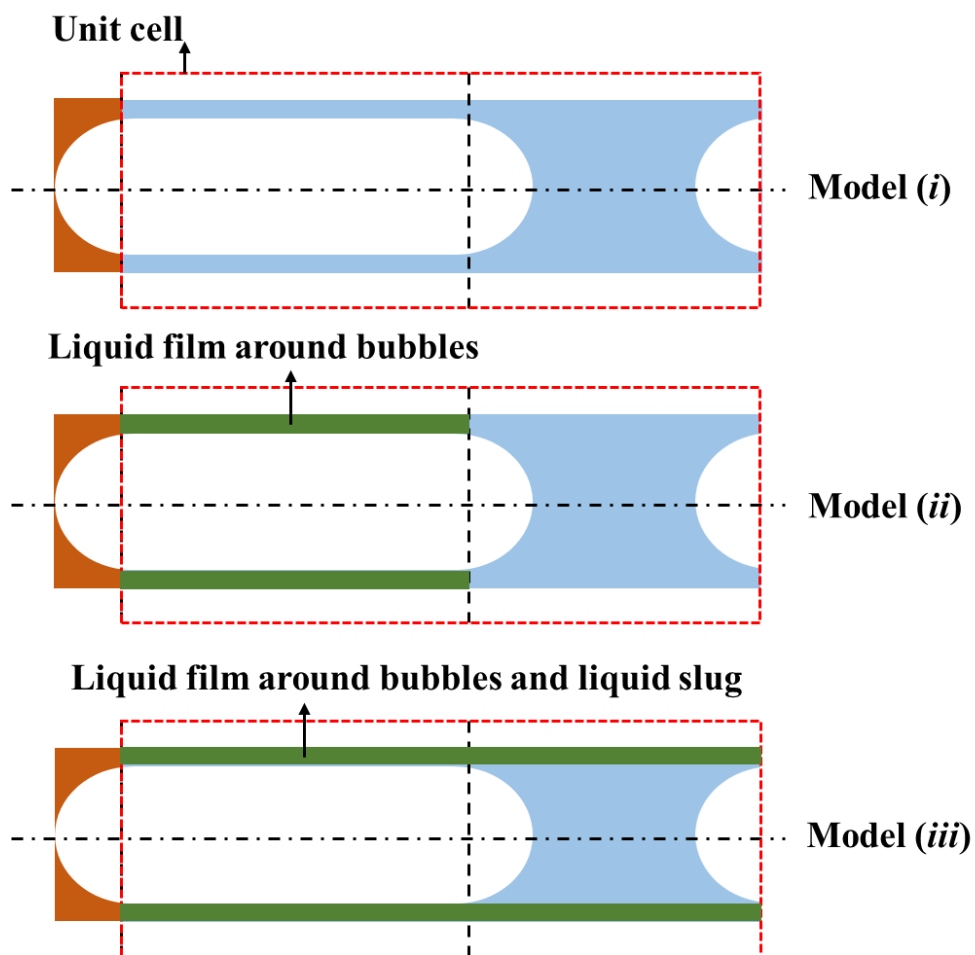 Unit cell
Model (i)
Liquid film around bubbles
Model (ii)
Liquid film around bubbles and liquid slug
Model (iii)